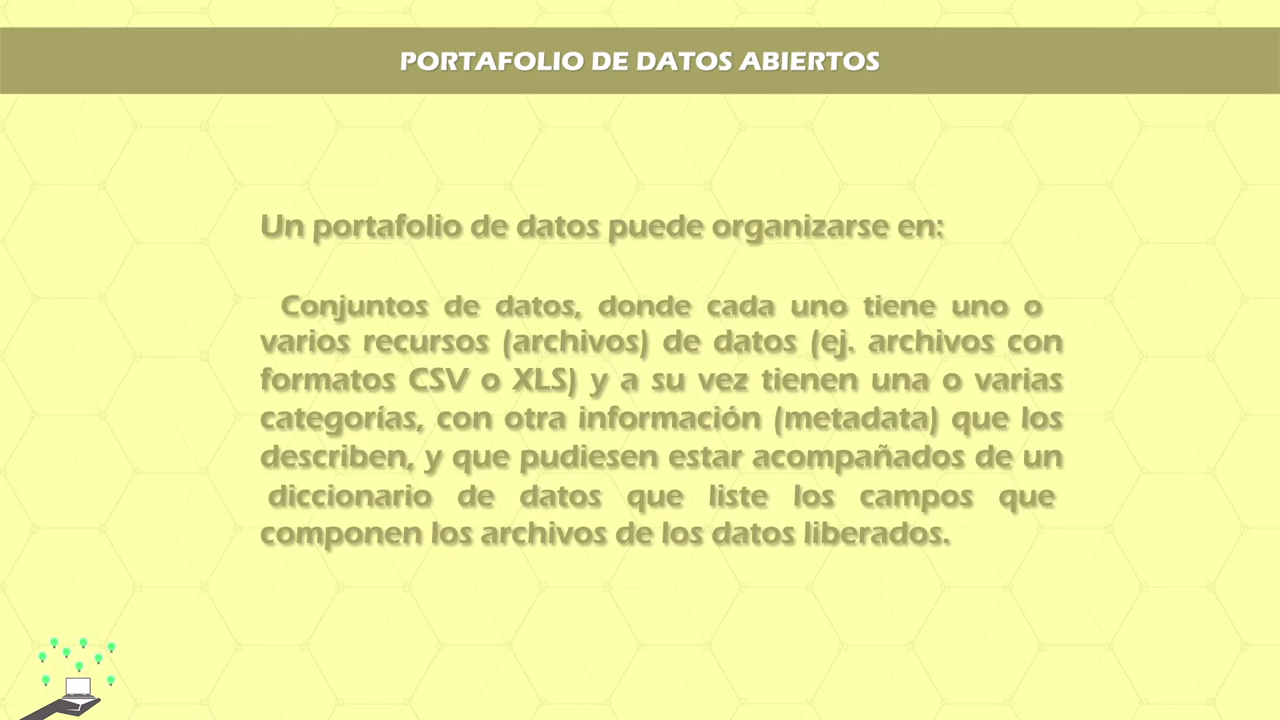 PORTAFOLIO DE DATOS ABIERTOS
Un portafolio de datos puede organizarse en:
Conjuntos de datos, donde cada uno tiene uno o
varios recursos (archivos) de datos (ej. archivos con
formatos CSV o XLS) y a su vez tienen una o varias
categorías, con otra información (metadata) que los
describen, y que pudiesen estar acompañados de un
diccionario de datos que liste los campos que
componen los archivos de los datos liberados.